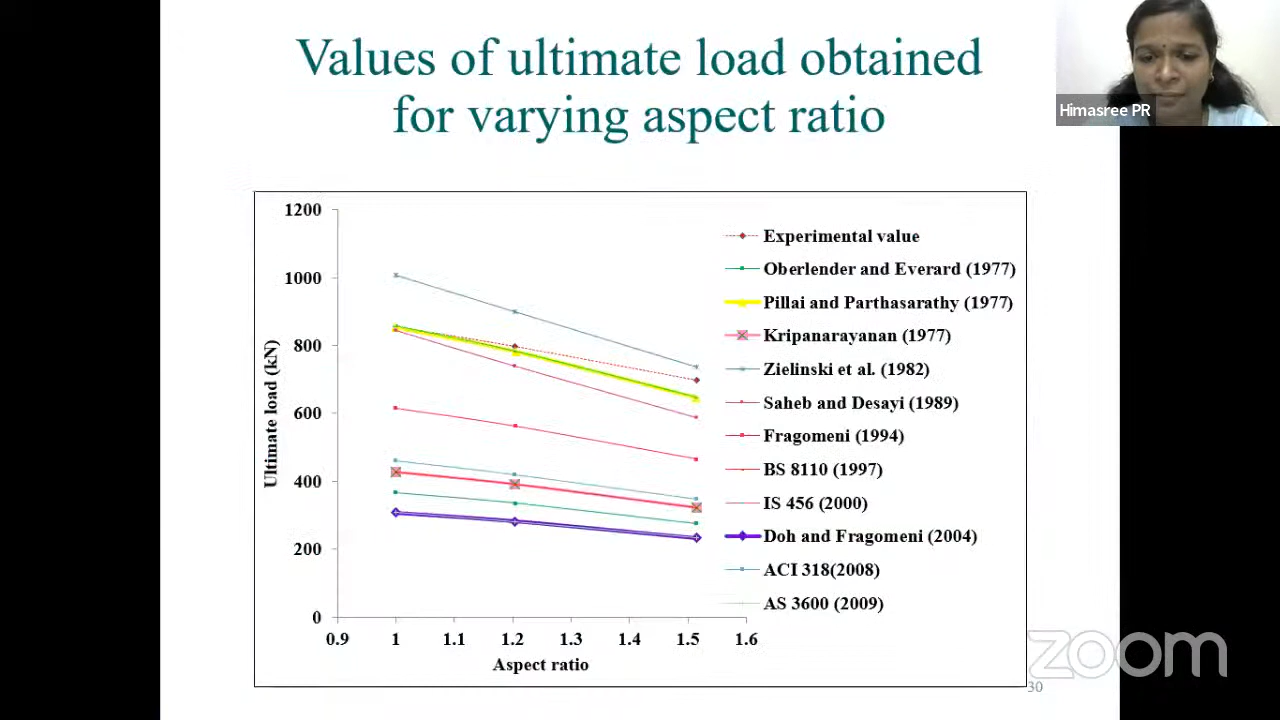 Values of ultimate load obtained
for varying aspect ratio
Himasree PR
1200
1000
800
600
400
200
0
0.9 1 1.1 1.2 1.3 1.4 1.5 1.6
Ultimate load (kN)
Aspect ratio
Experimental value
Oberlender and Everard (1977)
Pillai and Parthasarathy (1977)
Kripanarayanan (1977)
Zielinski et al. (1982)
Saheb and Desayi (1989)
Fragomeni (1994)
BS 8110 (1997)
IS 456 (2000)
Doh and Fragomeni (2004)
ACI 318(2008)
AS 3600 (2009)
zoom
30